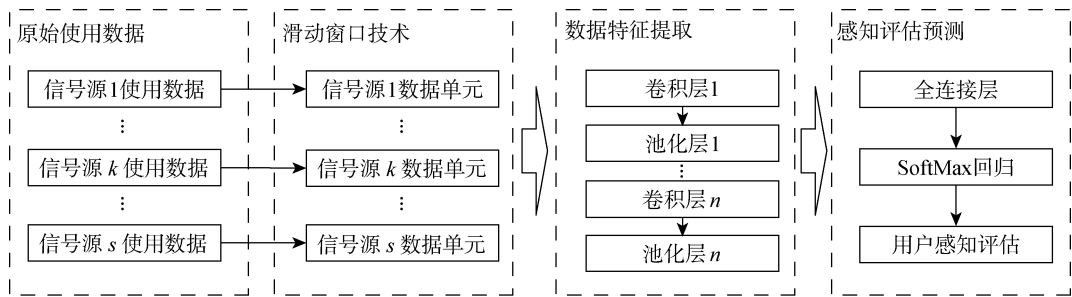 原始使用数据
信号源1使用数据
⋮
信号源 k 使用数据
⋮
信号源 s 使用数据
滑动窗口技术
信号源1数据单元
⋮
信号源 k 数据单元
⋮
信号源 s 数据单元
数据特征提取
卷积层1
池化层1
⋮
卷积层 n
池化层 n
感知评估预测
全连接层
SoftMax回归
用户感知评估